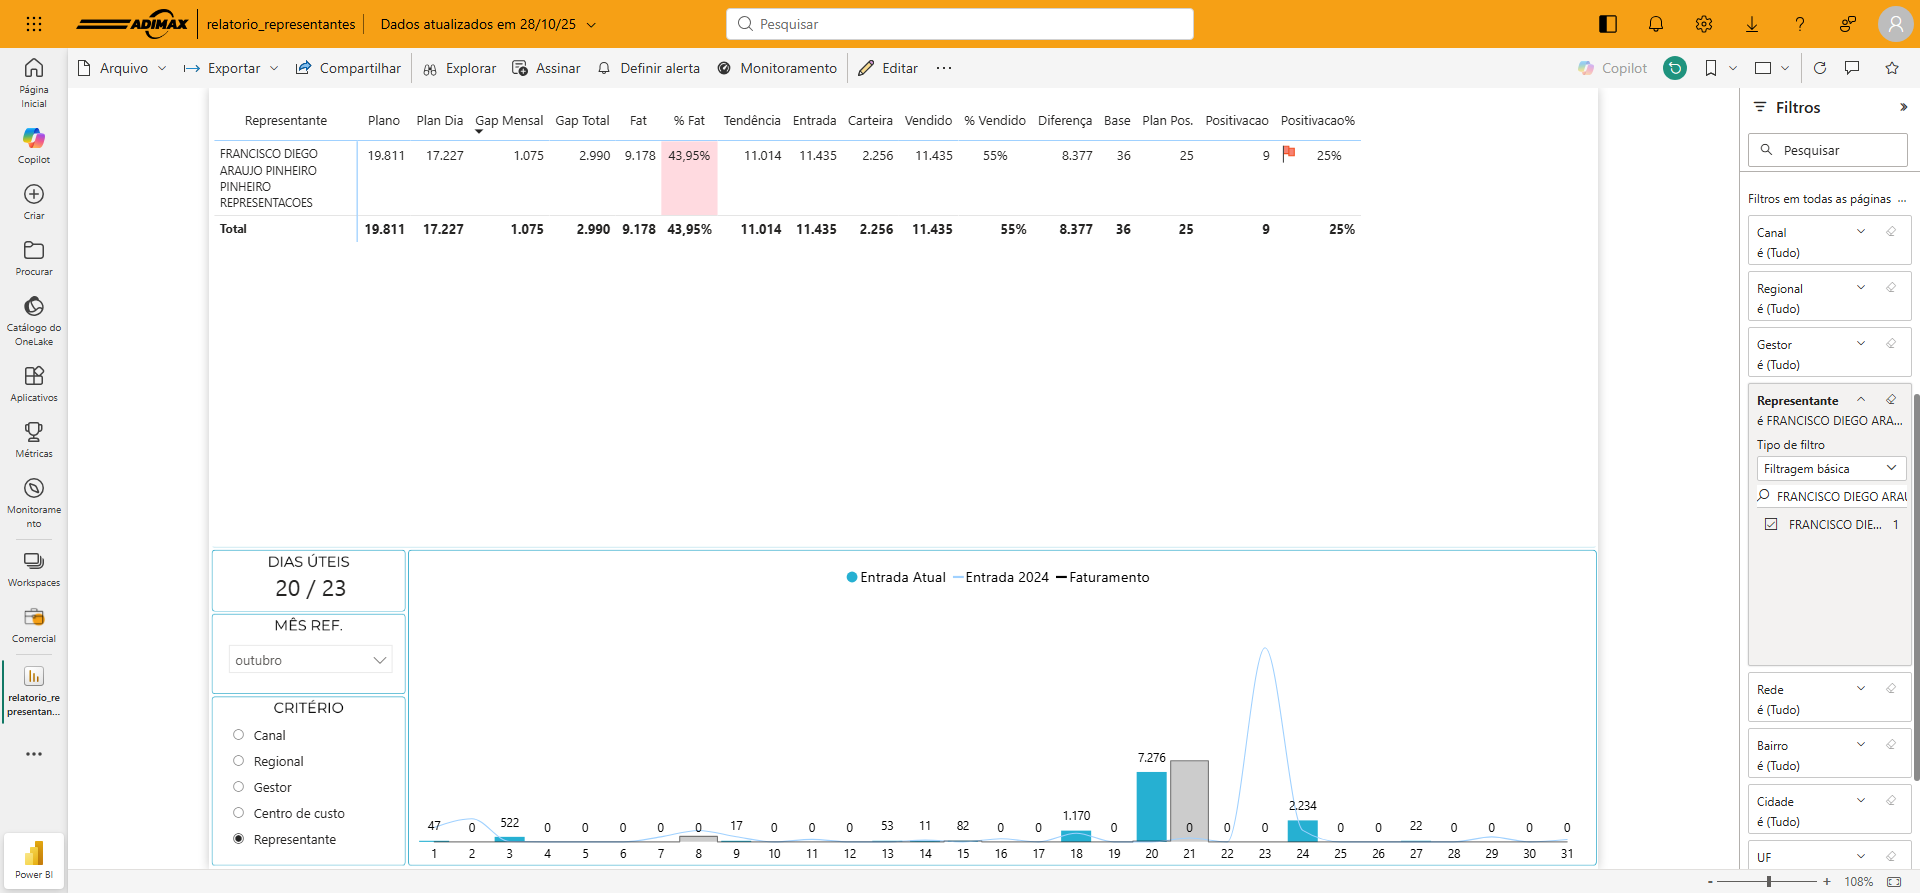 ADIMAX
relatorio_representantes
Dados atualizados em 28/10/25
Pesquisar
Arquivo
Exportar
Compartilhar
Explorar
Assinar
Definir alerta
Monitoramento
Editar
Copilot
Página
Inicial
Copilot
Criar
Procurar
Catálogo do
OneLake
Aplicativos
Métricas
Monitorame
nto
Workspaces
Comercial
relatorio_re
presentan...
Power BI
Representante Plano Plan Dia Gap Mensal Gap Total Fat % Fat Tendência Entrada Carteira Vendido % Vendido Diferença Base Plan Pos. Positivacao Positivacao%
FRANCISCO DIEGO 19.811 17.227 1.075 2.990 9.178 43,95% 11.014 11.435 2.256 11.435 55% 8.377 36 25 9 25%
ARAUJO PINHEIRO
PINHEIRO
REPRESENTACOES
Total 19.811 17.227 1.075 2.990 9.178 43,95% 11.014 11.435 2.256 11.435 55% 8.377 36 25 9 25%
DIAS ÚTEIS
20 / 23
MÊS REF.
outubro
CRITÉRIO
Canal
Regional
Gestor
Centro de custo
Representante
Entrada Atual Entrada 2024 Faturamento
47 0 522 0 0 0 0 0 17 0 0 0 53 11 82 0 0 1.170 0 7.276 0 0 0 2.234 0 0 22 0 0 0 0
1 2 3 4 5 6 7 8 9 10 11 12 13 14 15 16 17 18 19 20 21 22 23 24 25 26 27 28 29 30 31
Filtros
Pesquisar
Filtros em todas as páginas ...
Canal
é (Tudo)
Regional
é (Tudo)
Gestor
é (Tudo)
Representante
é FRANCISCO DIEGO ARA...
Tipo de filtro
Filtragem básica
FRANCISCO DIEGO ARAU
FRANCISCO DIE... 1
Rede
é (Tudo)
Bairro
é (Tudo)
Cidade
é (Tudo)
UF
- + 108%